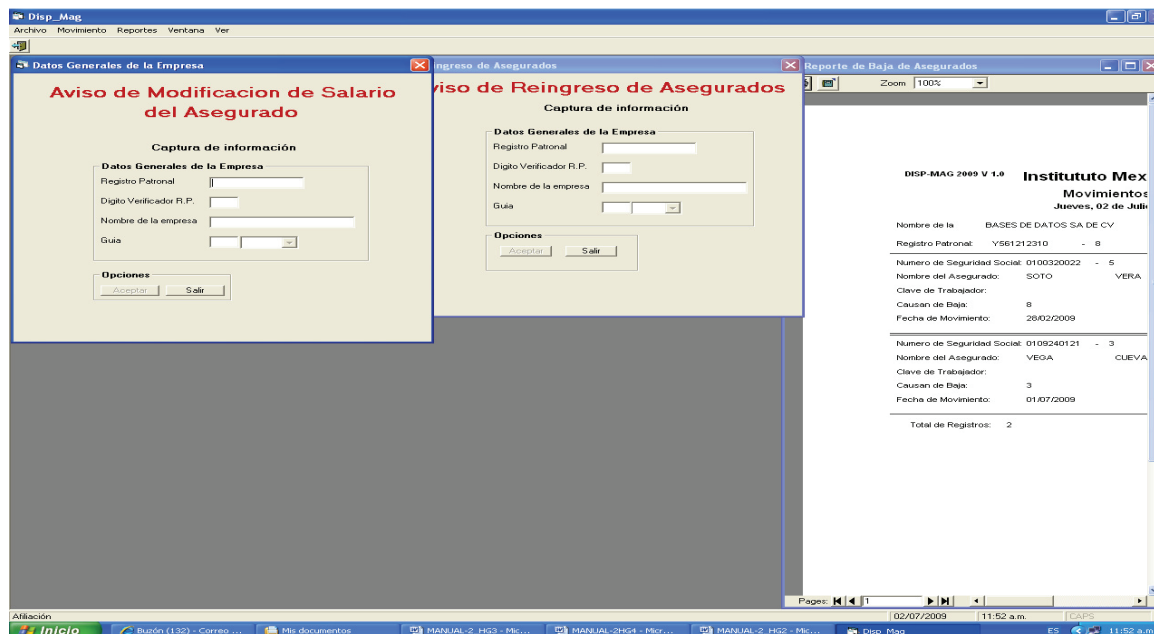 Disp_Mag
Archivo Movimiento Reportes Ventana Ver
Datos Generales de la Empresa
Aviso de Modificacion de Salario
del Asegurado
Captura de información
Datos Generales de la Empresa
Registro Patronal
Digito Verificador R.P.
Nombre de la empresa
Guia
Opciones
Aceptar Salir
ingreso de Asegurados
viso de Reingreso de Asegurados
Captura de información
Datos Generales de la Empresa
Registro Patronal
Digito Verificador R.P.
Nombre de la empresa
Guia
Opciones
Aceptar Salir
Reporte de Baja de Asegurados
Zoom 100%
DISP-MAG 2009 V 1.0 Institututo Mex
Movimientos
Jueves, 02 de Juli
Nombre de la BASES DE DATOS SA DE CV
Registro Patronal: Y561212310 - 8
Numero de Seguridad Social: 0100320022 - 5
Nombre del Asegurado: SOTO VERA
Clave de Trabajador:
Causan de Baja: 8
Fecha de Movimiento: 28/02/2009
Numero de Seguridad Social: 0109240121 - 3
Nombre del Asegurado: VEGA CUEVA
Clave de Trabajador:
Causan de Baja: 3
Fecha de Movimiento: 01/07/2009
Total de Registros: 2
Pages: 1
Afiliación 02/07/2009 11:52 a.m. CAPS
Inicio Buzón (132) - Correo ... Mis documentos MANUAL-2_HG3 - Mic... MANUAL-2HG4 - Micr... MANUAL-2_HG2 - Mic... Disp_Mag ES 11:52 a.m.